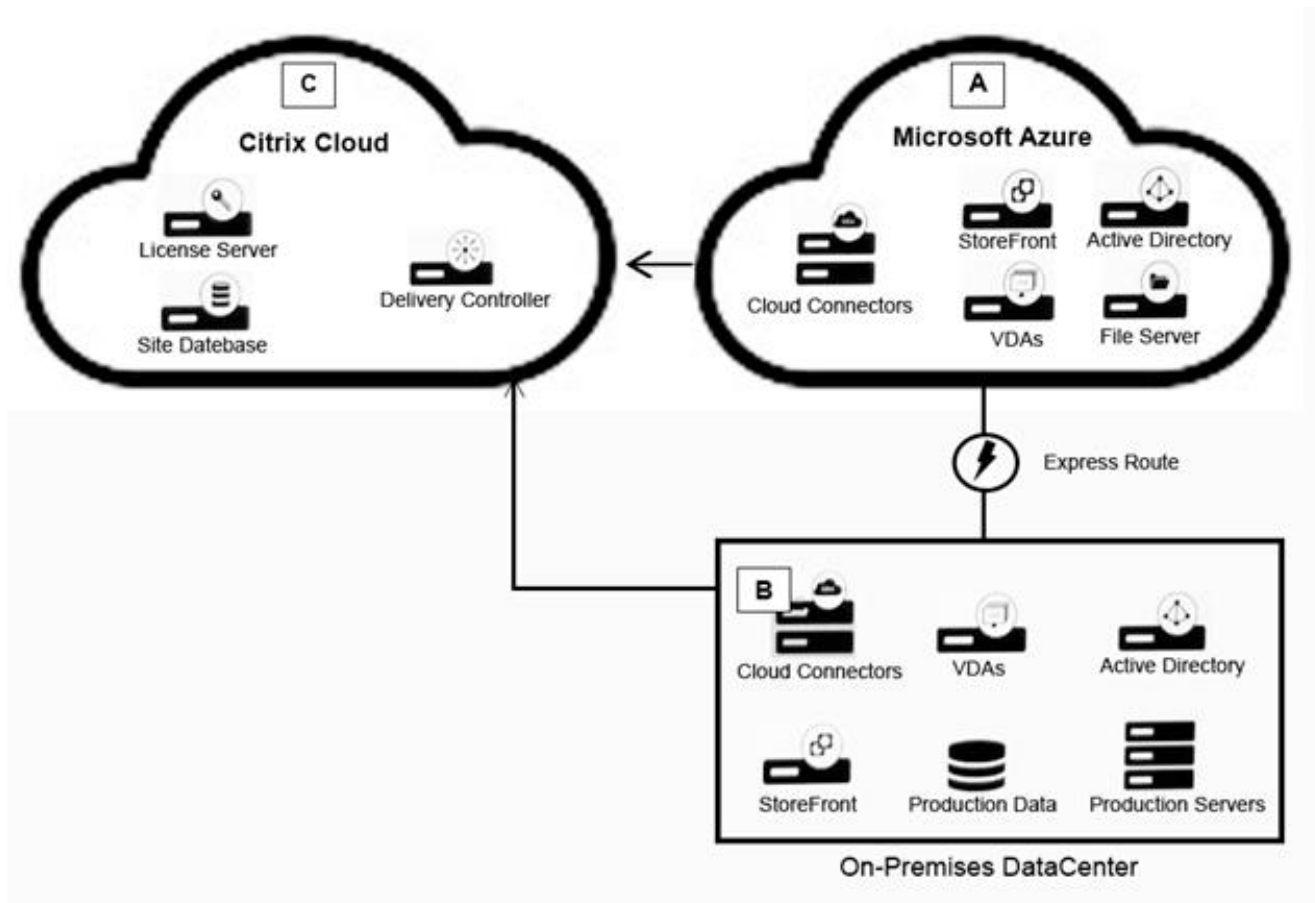 C
Citrix Cloud
License Server
Delivery Controller
Site Datebase
A
Microsoft Azure
StoreFront
Active Directory
Cloud Connectors
VDAs
File Server
Express Route
B
Cloud Connectors
VDAs
Active Directory
StoreFront
Production Data
Production Servers
On-Premises DataCenter